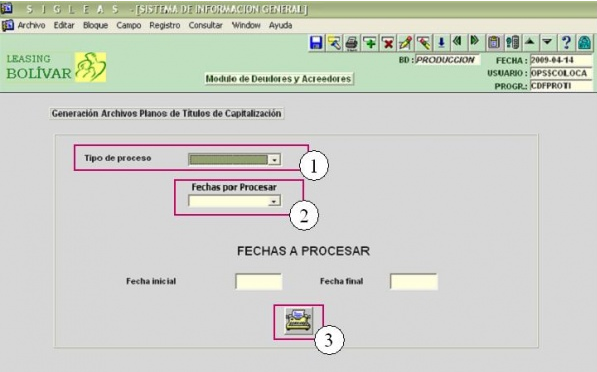 S I G L E A S - [SISTEMA DE INFORMACION GENERAL]
Archivo Editar Bloque Campo Registro Consultar Window Ayuda
BD : PRODUCCION FECHA : 2009-04-14
LEASING
BOLÍVAR
USUARIO : OPS$COLOCA
Modulo de Deudores y Acreedores
PROGR.: CDFPROTI
Generación Archivos Planos de Títulos de Capitalización
Tipo de proceso
1
Fechas por Procesar
2
FECHAS A PROCESAR
Fecha inicial Fecha final
3